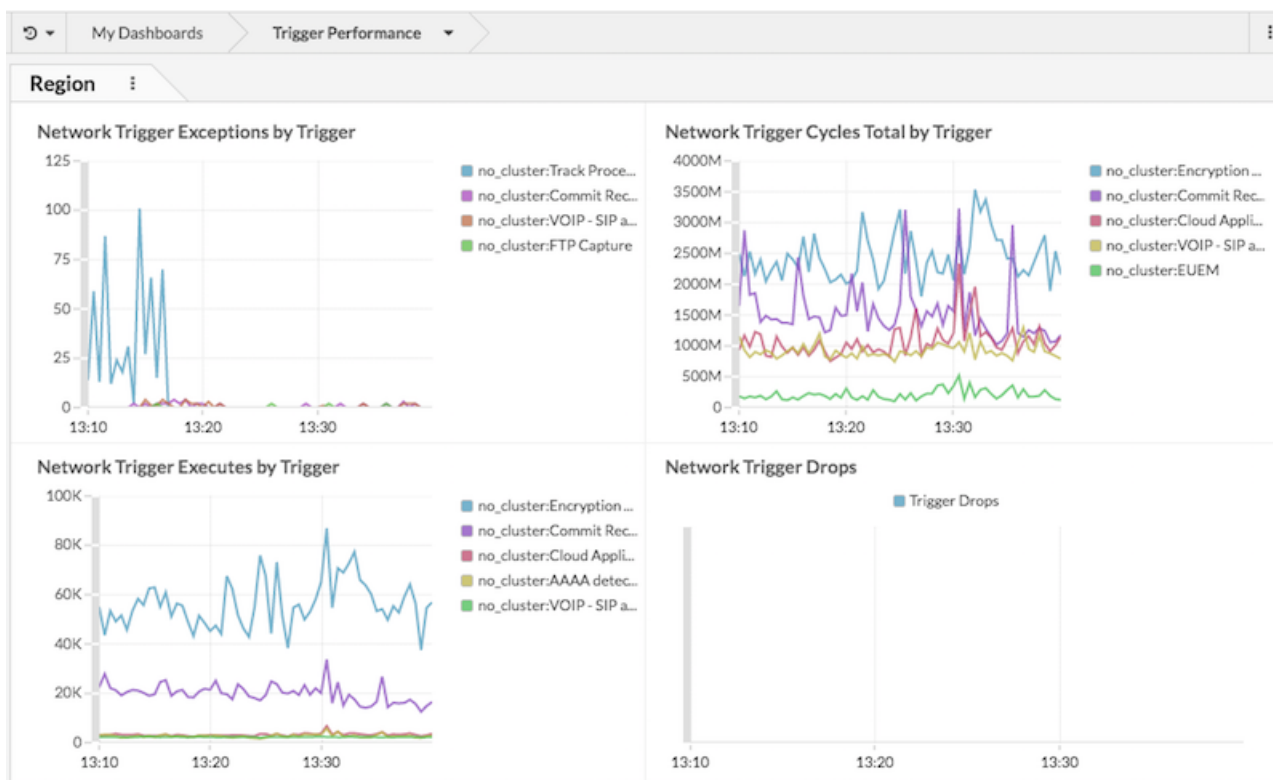 My Dashboards Trigger Performance
Region
Network Trigger Exceptions by Trigger
125
100
75
50
25
0
13:10 13:20 13:30
no_cluster:Track Proce...
no_cluster:Commit Rec...
no_cluster:VOIP - SIP a...
no_cluster:FTP Capture
Network Trigger Cycles Total by Trigger
4000M
3500M
3000M
2500M
2000M
1500M
1000M
500M
0
13:10 13:20 13:30
no_cluster:Encryption ...
no_cluster:Commit Rec...
no_cluster:Cloud Appli...
no_cluster:VOIP - SIP a...
no_cluster:EUEM
Network Trigger Executes by Trigger
100K
80K
60K
40K
20K
0
13:10 13:20 13:30
no_cluster:Encryption ...
no_cluster:Commit Rec...
no_cluster:Cloud Appli...
no_cluster:AAAA detec...
no_cluster:VOIP - SIP a...
Network Trigger Drops
Trigger Drops
13:10 13:20 13:30